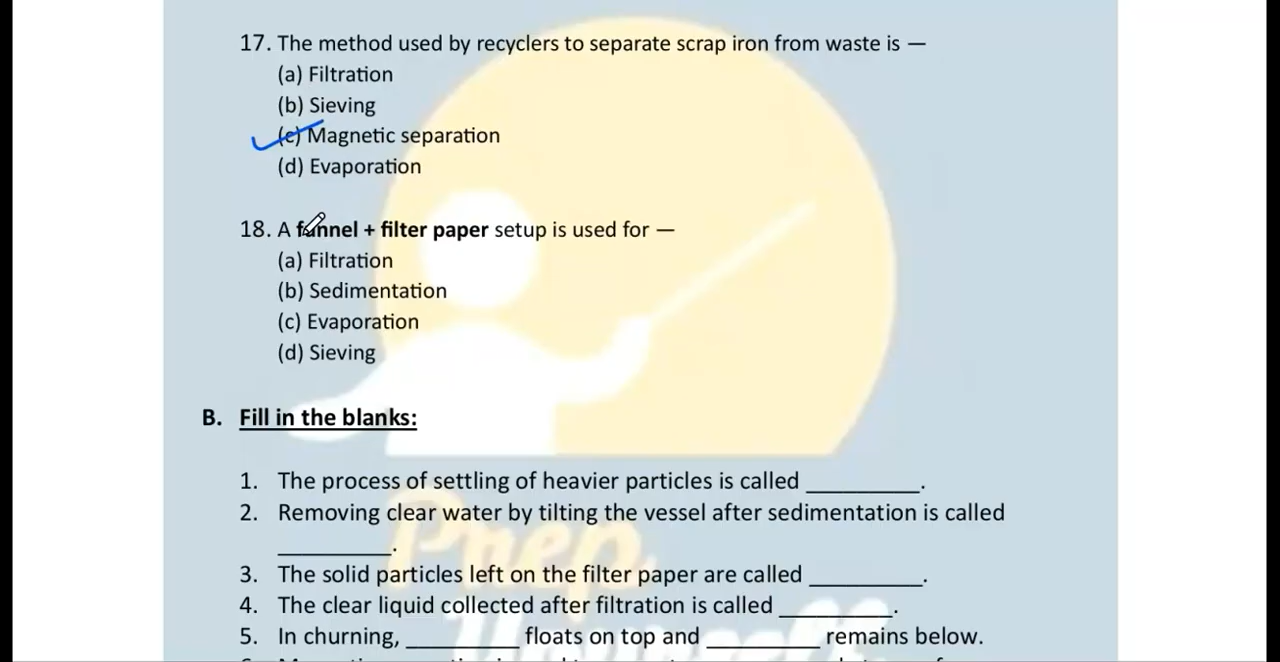 17. The method used by recyclers to separate scrap iron from waste is —
(a) Filtration
(b) Sieving
(c) Magnetic separation
(d) Evaporation
18. A funnel + filter paper setup is used for —
(a) Filtration
(b) Sedimentation
(c) Evaporation
(d) Sieving
B. Fill in the blanks:
1. The process of settling of heavier particles is called _________.
2. Removing clear water by tilting the vessel after sedimentation is called
_________.
3. The solid particles left on the filter paper are called _________.
4. The clear liquid collected after filtration is called _________.
5. In churning, _________ floats on top and _________ remains below.
Prep